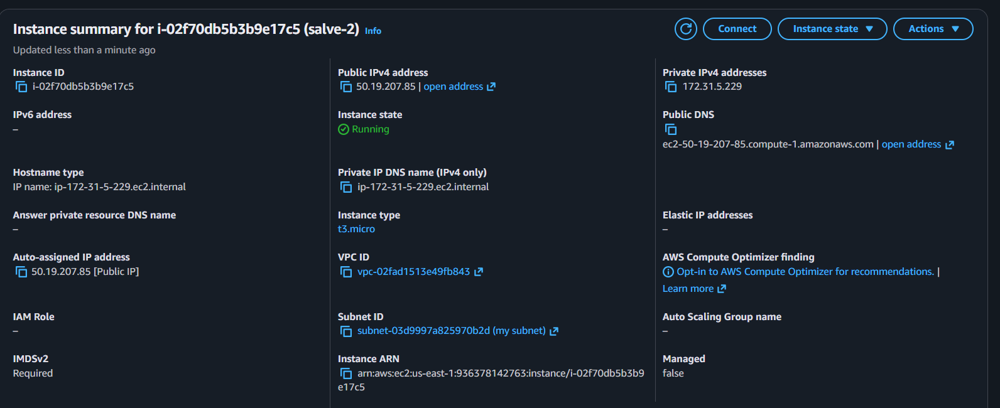 Instance summary for i-02f70db5b3b9e17c5 (salve-2) Info
Connect
Instance state
Actions
Updated less than a minute ago
Instance ID
i-02f70db5b3b9e17c5
Public IPv4 address
50.19.207.85 | open address
Private IPv4 addresses
172.31.5.229
IPv6 address
–
Instance state
Running
Public DNS
ec2-50-19-207-85.compute-1.amazonaws.com | open address
Hostname type
IP name: ip-172-31-5-229.ec2.internal
Private IP DNS name (IPv4 only)
ip-172-31-5-229.ec2.internal
Answer private resource DNS name
–
Instance type
t3.micro
Elastic IP addresses
–
Auto-assigned IP address
50.19.207.85 [Public IP]
VPC ID
vpc-02fad1513e49fb843
AWS Compute Optimizer finding
Opt-in to AWS Compute Optimizer for recommendations. |
Learn more
IAM Role
–
Subnet ID
subnet-03d9997a825970b2d (my subnet)
Auto Scaling Group name
–
IMDSv2
Required
Instance ARN
arn:aws:ec2:us-east-1:936378142763:instance/i-02f70db5b3b9
e17c5
Managed
false